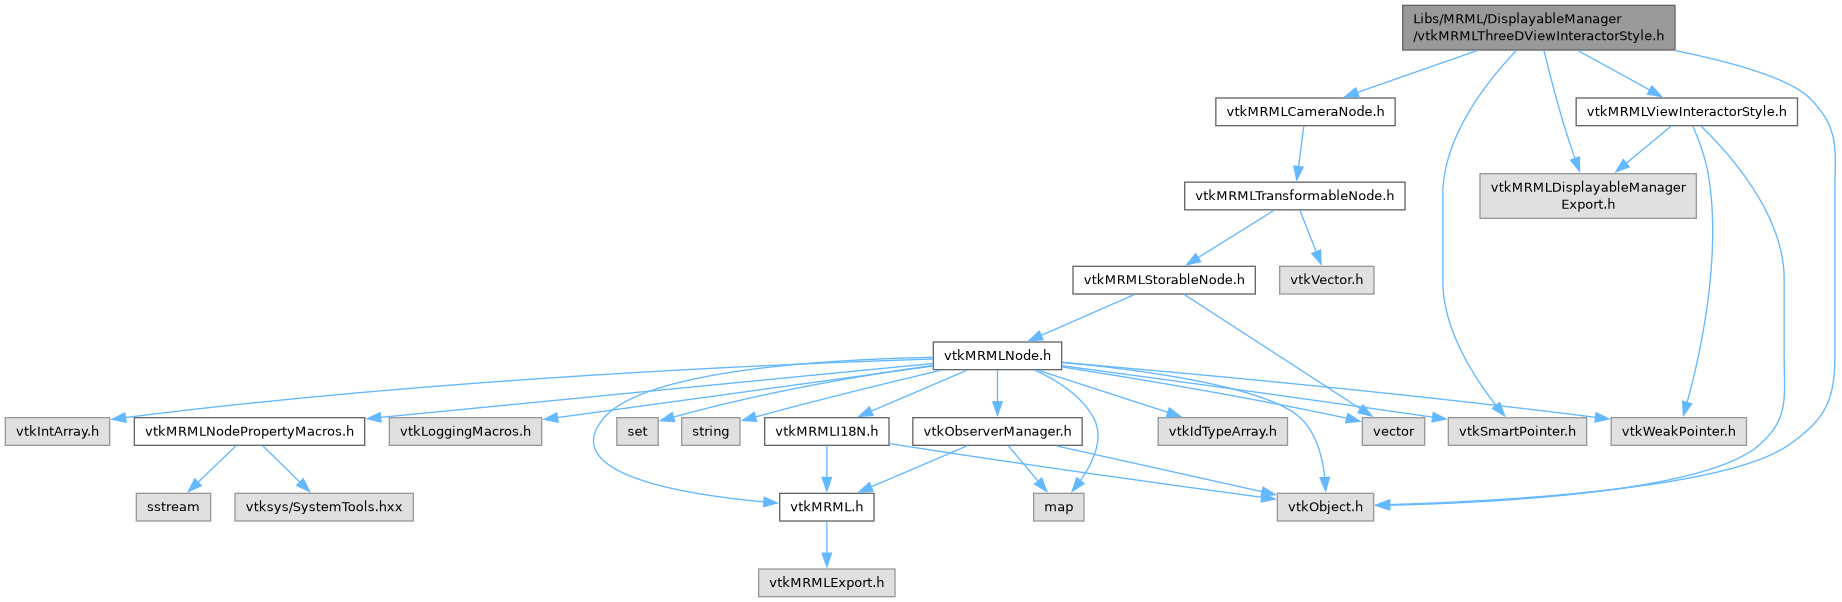 Libs/MRML/DisplayableManager
/vtkMRMLThreeDViewInteractorStyle.h
vtkMRMLCameraNode.h
vtkMRMLViewInteractorStyle.h
vtkMRMLTransformableNode.h
vtkMRMLDisplayableManager
Export.h
vtkMRMLStorableNode.h
vtkVector.h
vtkMRMLNode.h
vtkIntArray.h
vtkMRMLNodePropertyMacros.h
vtkLoggingMacros.h
set
string
vtkMRMLI18N.h
vtkObserverManager.h
vtkIdTypeArray.h
vector
vtkSmartPointer.h
vtkWeakPointer.h
sstream
vtksys/SystemTools.hxx
vtkMRML.h
map
vtkObject.h
vtkMRMLExport.h